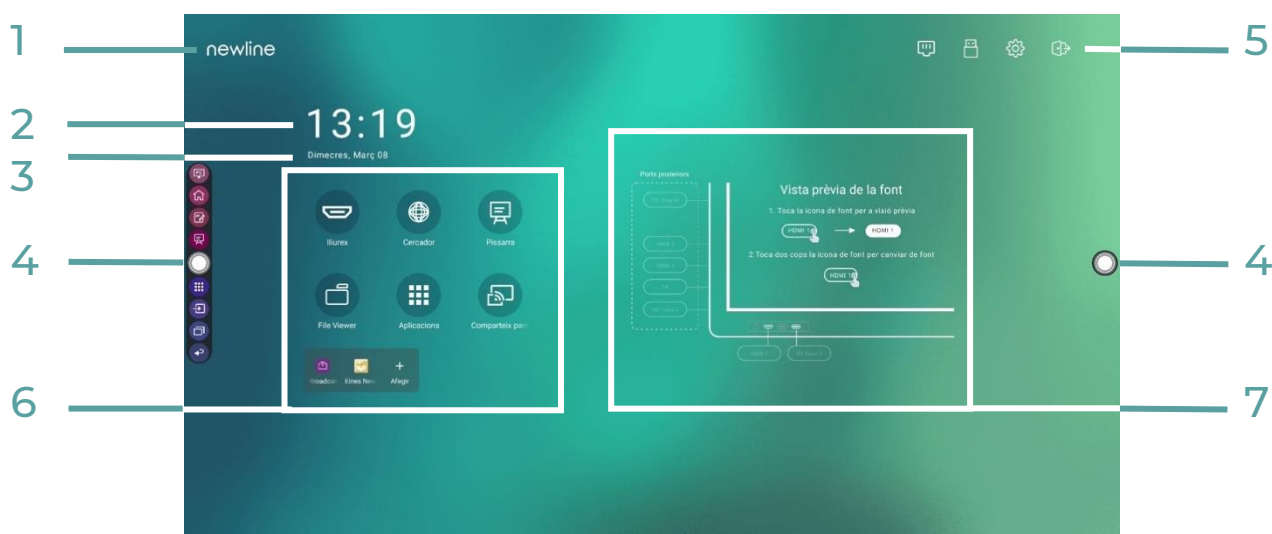 1
newline
5
2
13:19
3
Dimecres, Març 08
Ports posteriors
Vista prèvia de la font
1. Toca la icona de font per a visió prèvia
HDMI 1
HDMI 1
2.Toca dos cops la icona de font per canviar de font
HDMI 1
lliurex
Cercador
Pissarra
4
4
File Viewer
Aplicacions
Comparteix pan
Eines New
Afegir
6
7